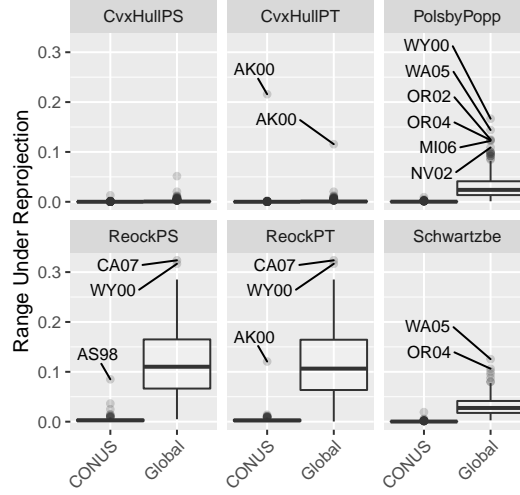 CvxHullPS
CvxHullPT
PolsbyPopp
Range Under Reprojection
0.3
0.2
0.1
0.0
AK00
AK00
WY00
WA05
OR02
OR04
MI06
NV02
ReockPS
ReockPT
Schwartzbe
0.3
0.2
0.1
0.0
CA07
WY00
AS98
CA07
WY00
AK00
WA05
OR04
CONUS
Global
CONUS
Global
CONUS
Global